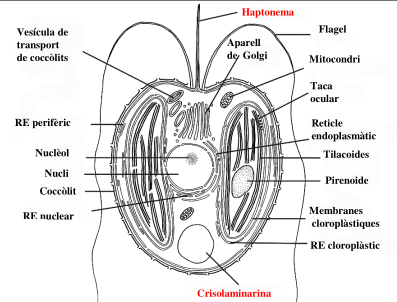 Haptonema
Vesícula de
transport
de coccòlits
Flagel
Aparell
de Golgi
Mitocondri
Taca
ocular
RE perifèric
Reticle
endoplasmàtic
Nuclèol
Tilacoides
Nucli
Pirenoide
Coccòlit
RE nuclear
Membranes
cloroplàstiques
RE cloroplàstic
Crisolaminarina